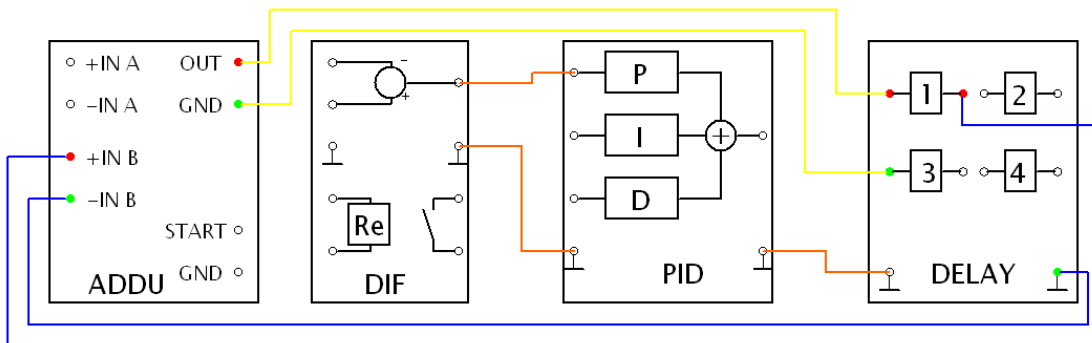 +IN A OUT
-IN A GND
+IN B
-IN B
START
GND
ADDU
- 
+
Re
DIF
P
I
D
+
PID
1
2
3
4
DELAY